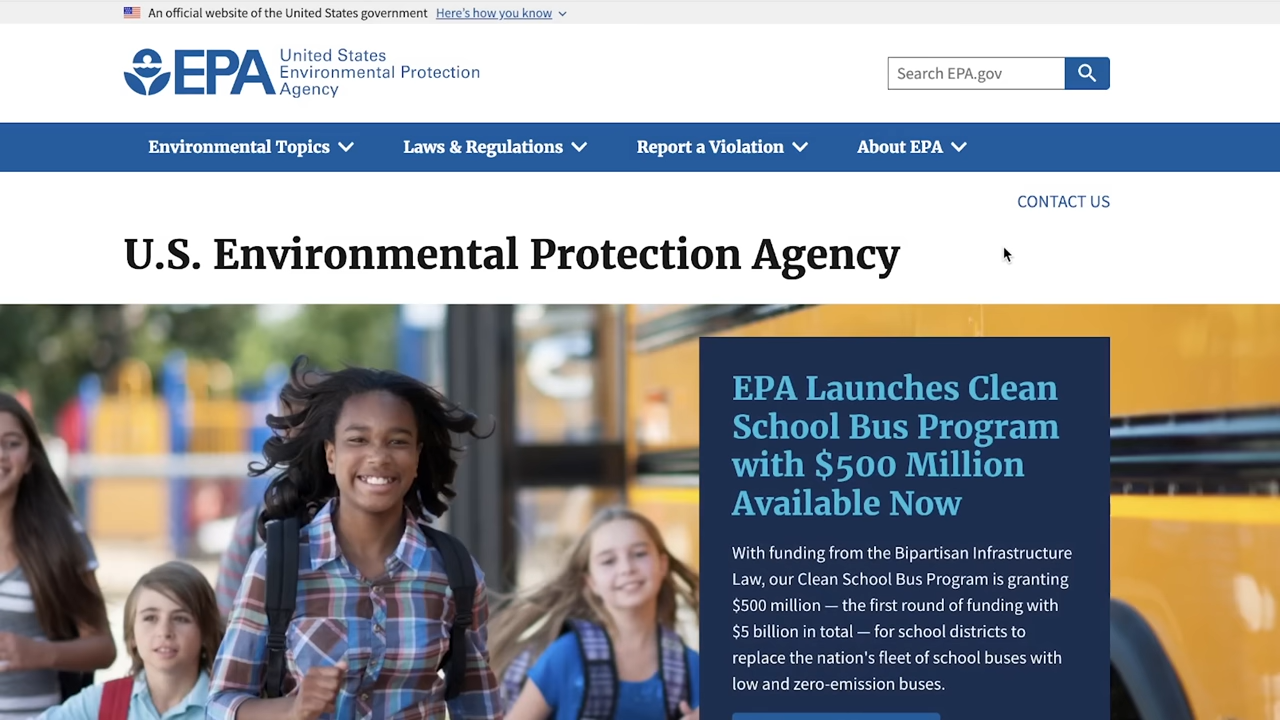 An official website of the United States government Here's how you know
EPA United States
Environmental Protection
Agency
Search EPA.gov
Environmental Topics Laws & Regulations Report a Violation About EPA
CONTACT US
U.S. Environmental Protection Agency
EPA Launches Clean
School Bus Program
with $500 Million
Available Now
With funding from the Bipartisan Infrastructure
Law, our Clean School Bus Program is granting
$500 million — the first round of funding with
$5 billion in total — for school districts to
replace the nation's fleet of school buses with
low and zero-emission buses.